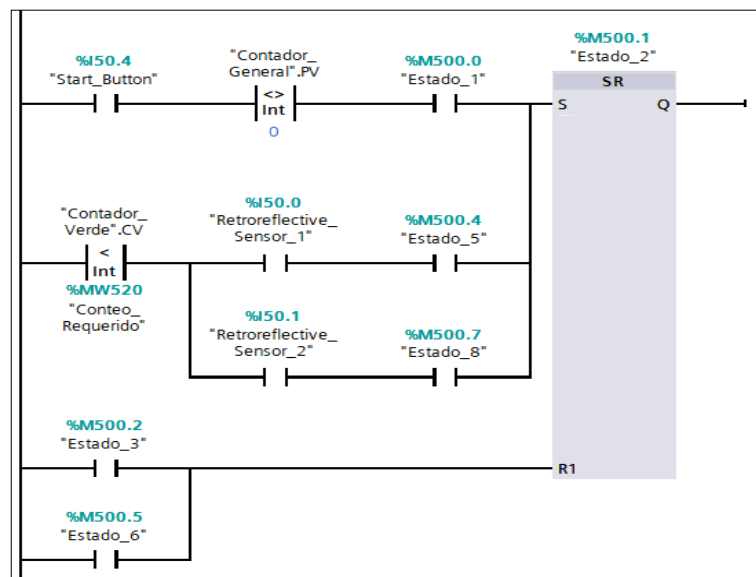 %I50.4
"Start_Button"
"Contador_
General".PV
<>
Int
0
%M500.0
"Estado_1"
%M500.1
"Estado_2"
SR
S
Q
"Contador_
Verde".CV
<
Int
%MW520
"Conteo_
Requerido"
%I50.0
"Retroreflective_
Sensor_1"
%M500.4
"Estado_5"
%I50.1
"Retroreflective_
Sensor_2"
%M500.7
"Estado_8"
%M500.2
"Estado_3"
R1
%M500.5
"Estado_6"